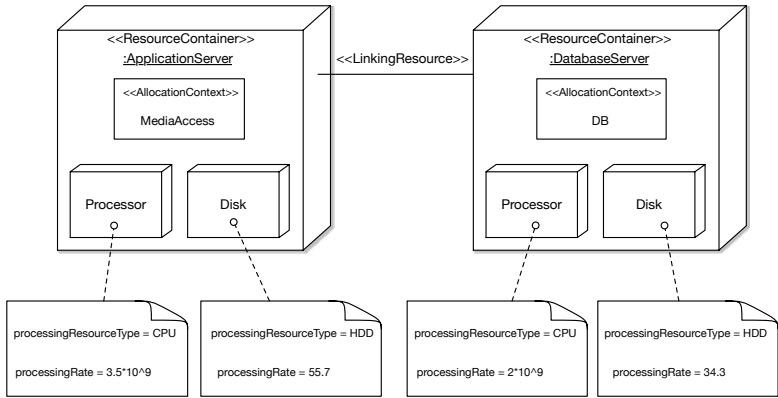 <<ResourceContainer>>
:ApplicationServer
<<AllocationContext>>
MediaAccess
Processor
Disk
<<LinkingResource>>
<<ResourceContainer>>
:DatabaseServer
<<AllocationContext>>
DB
Processor
Disk
processingResourceType = CPU
processingRate = 3.5*10^9
processingResourceType = HDD
processingRate = 55.7
processingResourceType = CPU
processingRate = 2*10^9
processingResourceType = HDD
processingRate = 34.3